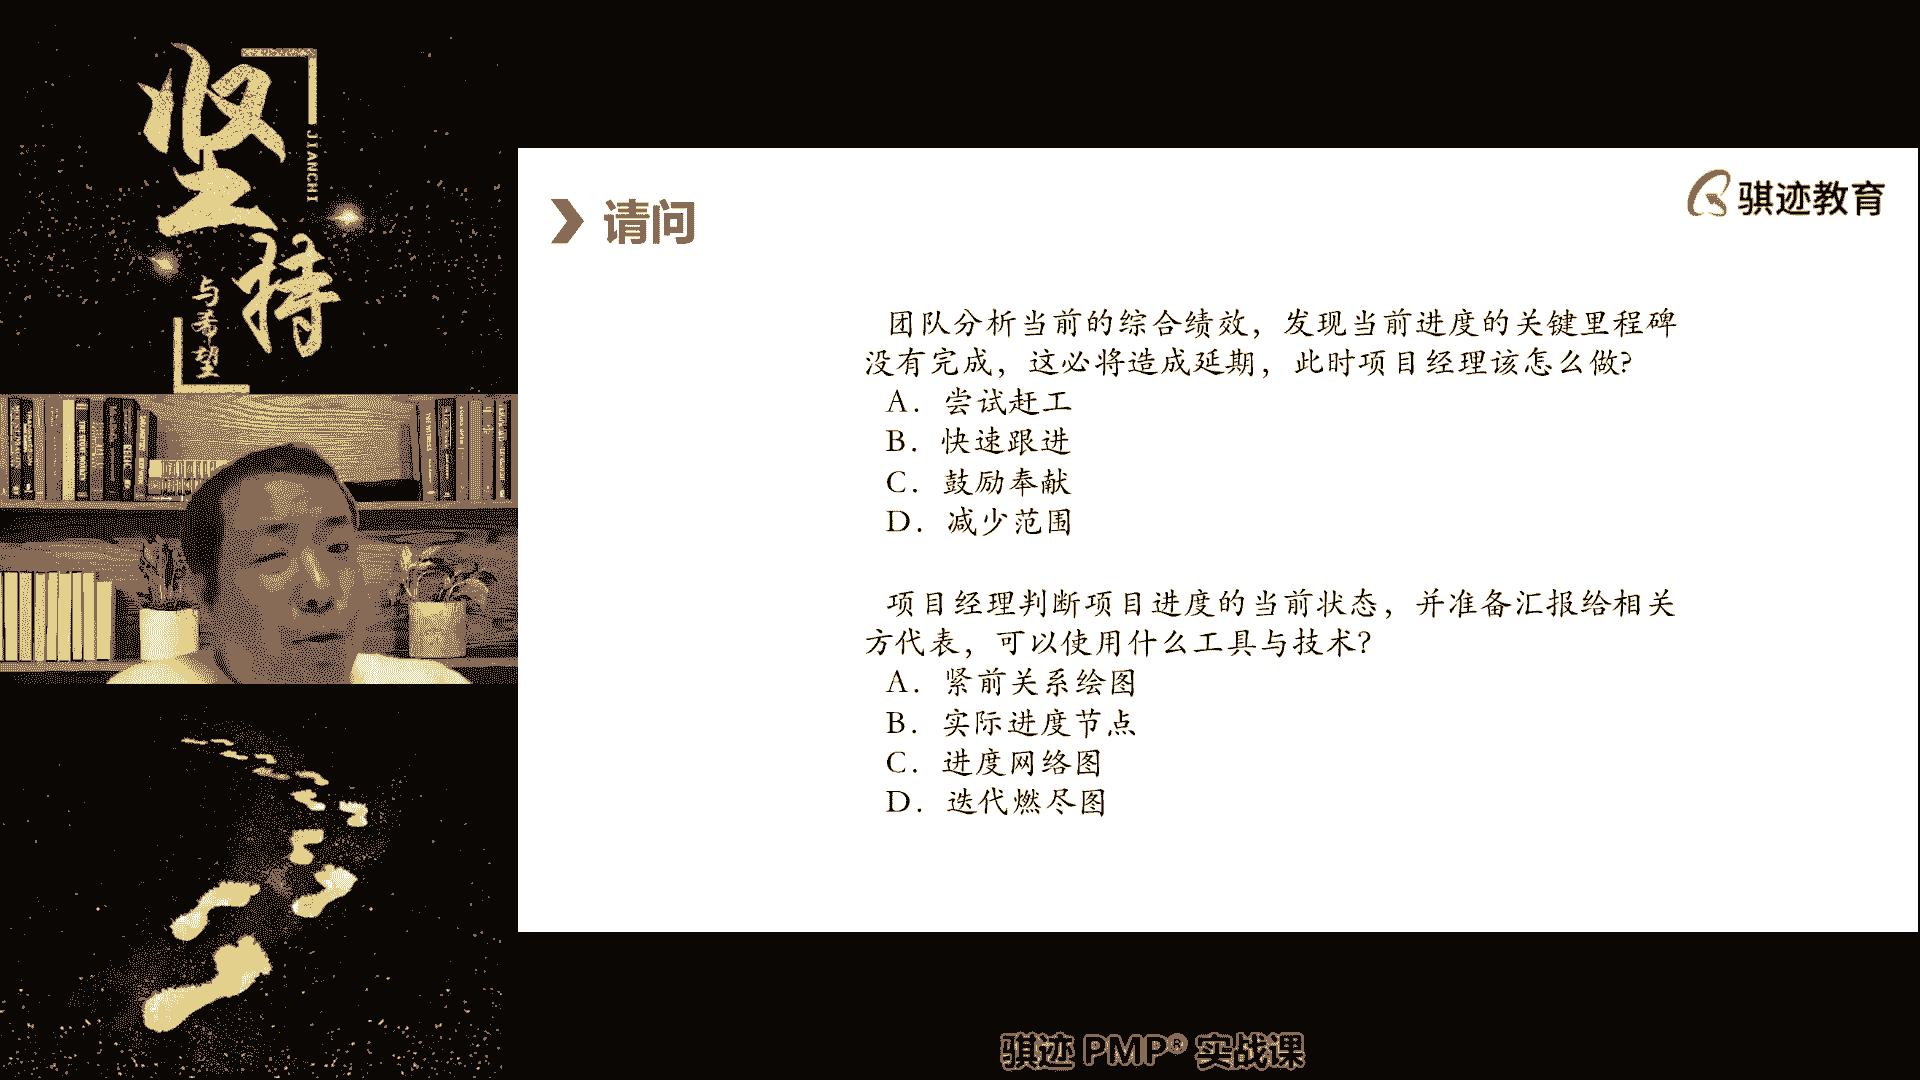 坚持
JIANCHI
与希望
请问
骐迹教育
团队分析当前的综合绩效，发现当前进度的关键里程碑
没有完成，这必将造成延期，此时项目经理该怎么做?
A. 尝试赶工
B. 快速跟进
C. 鼓励奉献
D. 减少范围
项目经理判断项目进度的当前状态，并准备汇报给相关
方代表，可以使用什么工具与技术?
A. 紧前关系绘图
B. 实际进度节点
C. 进度网络图
D. 迭代燃尽图
骐迹 PMP® 实战课